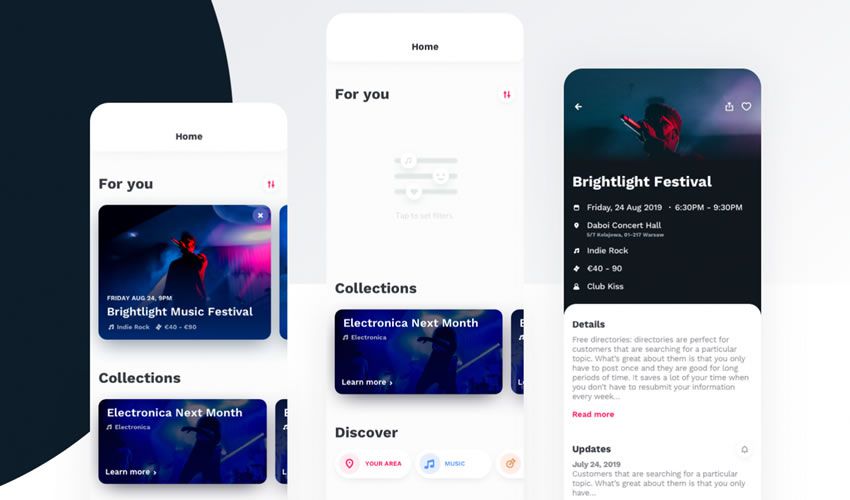 Home
For you
FRIDAY AUG 24, 9PM
Brightlight Music Festival
Indie Rock €40 - €90
Collections
Electronica Next Month
Electronica
Learn more ›
Home
For you
Tap to set filters
Collections
Electronica Next Month
Electronica
Learn more ›
Discover
YOUR AREA
MUSIC
Brightlight Festival
Friday, 24 Aug 2019 · 6:30PM - 9:30PM
Daboi Concert Hall
5/7 Kolejowa, 01-217 Warsaw
Indie Rock
€40 - 90
Club Kiss
Details
Free directories: directories are perfect for
customers that are searching for a particular
topic. What's great about them is that you only
have to post once and they are good for long
periods of time. It saves a lot of your time when
you don't have to resubmit your information
every week...
Read more
Updates
July 24, 2019
Customers that are searching for a particular
topic. What's great about them is that you only
have...